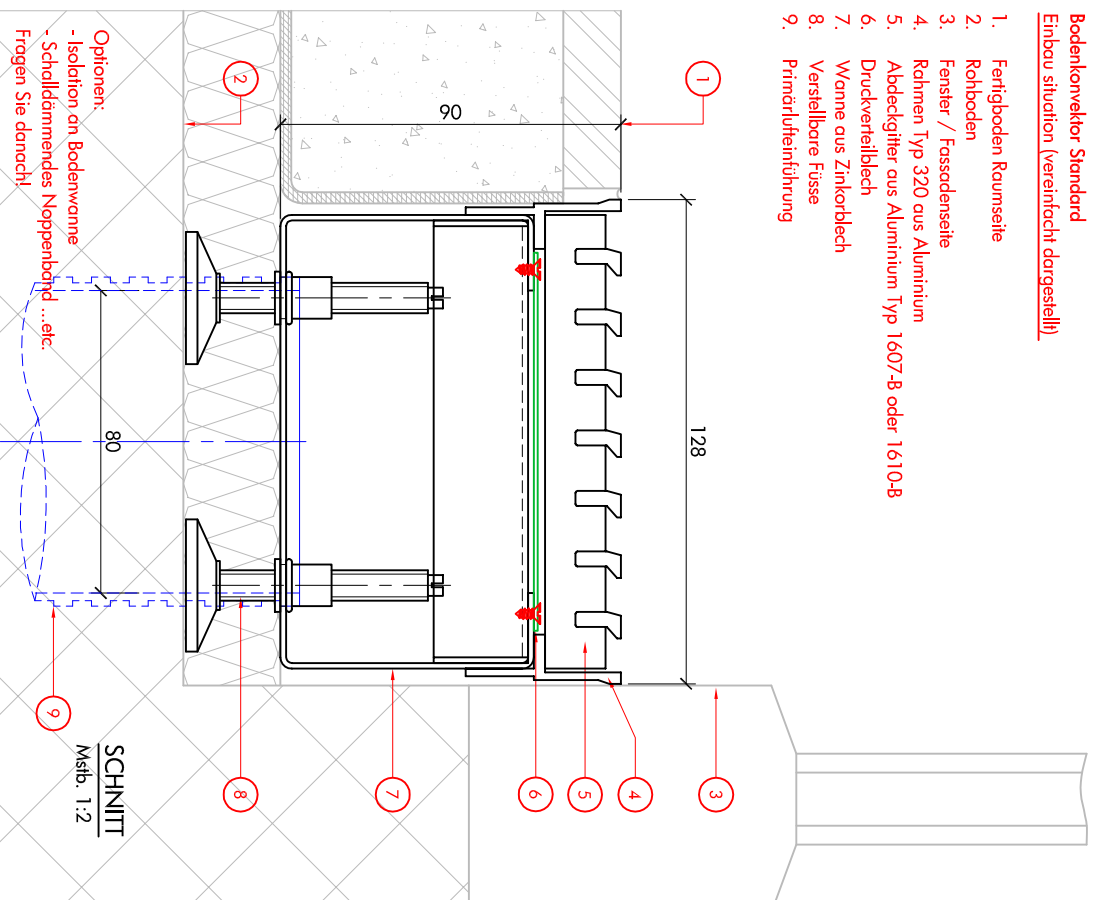 Bodenkonvektor Standard
Einbau situation (vereinfacht dargestellt)
1. Fertigboden Raumseite
2. Rohboden
3. Fenster / Fassadenseite
4. Rahmen Typ 320 aus Aluminium
5. Abdeckgitter aus Aluminium Typ 1607-B oder 1610-B
6. Druckverteilblech
7. Wanne aus Zinkorblech
8. Verstellbare Füsse
9. Primärlufteinführung
1
3
128
4
5
90
6
7
2
8
80
9
Optionen:
- Isolation an Bodenwanne
- Schalldämmendes Noppenband ...etc.
Fragen Sie danach!
SCHNITT
Mstb. 1:2